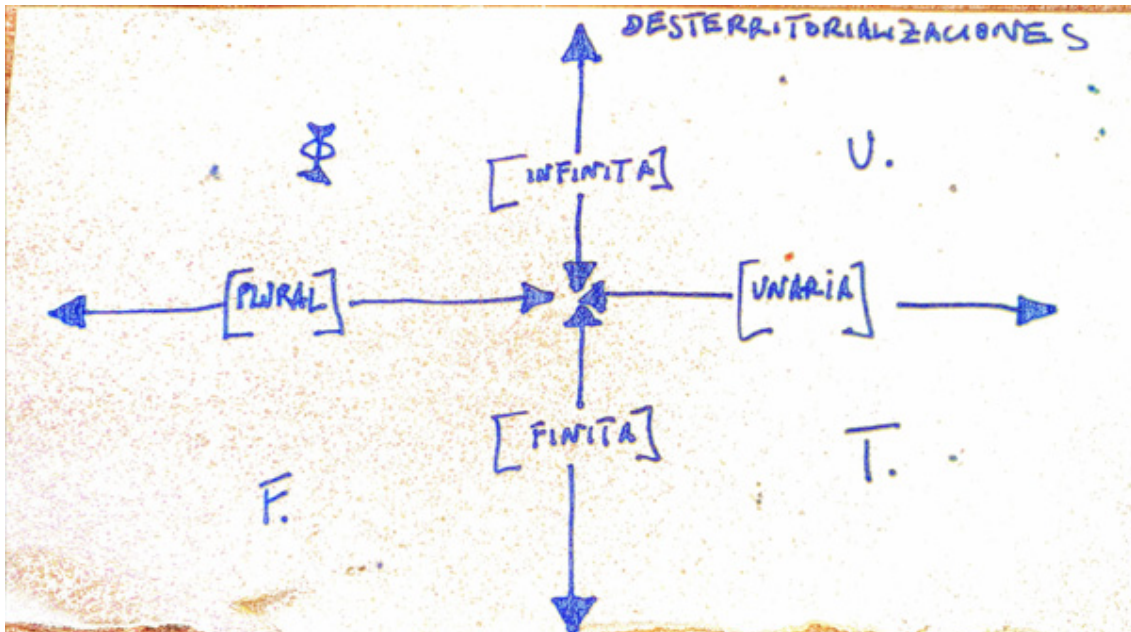 DESTERRITORIALIZACIONES
Φ
U.
[INFINITA]
[PLURAL]
[UNARIA]
[FINITA]
T.
F.